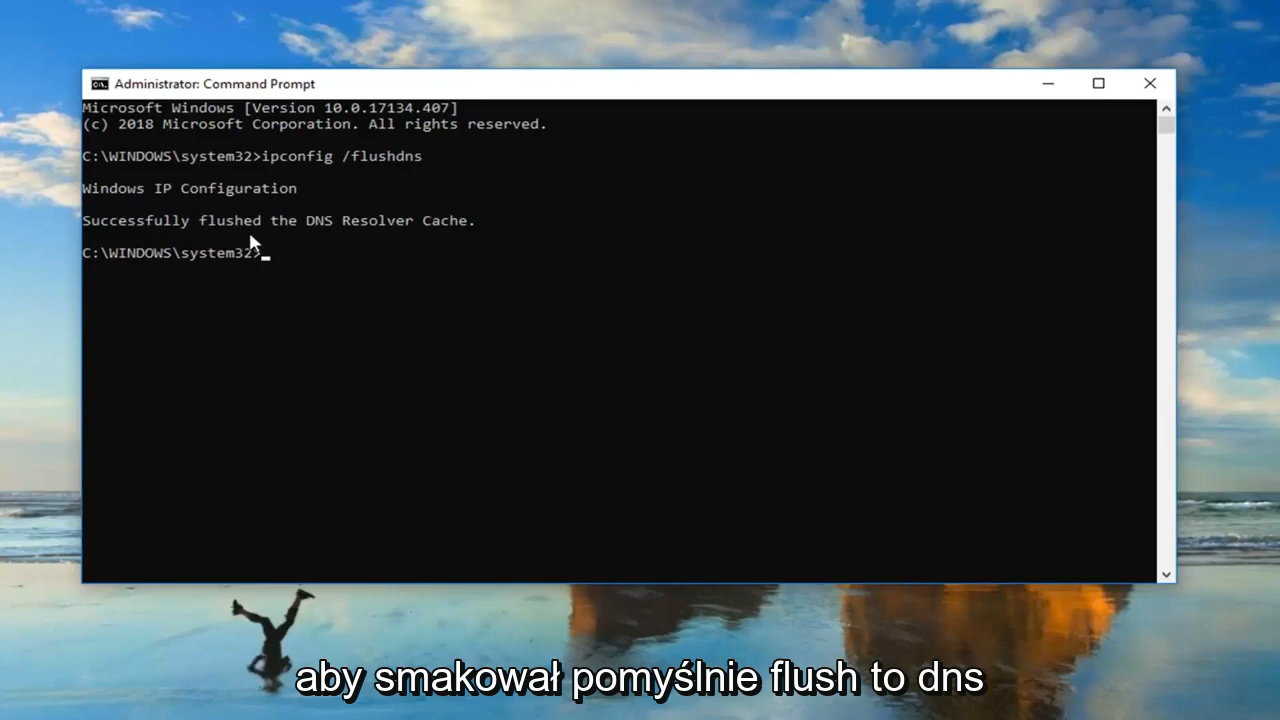 Administrator: Command Prompt
Microsoft Windows [Version 10.0.17134.407]
(c) 2018 Microsoft Corporation. All rights reserved.
C:\WINDOWS\system32>ipconfig /flushdns
Windows IP Configuration
Successfully flushed the DNS Resolver Cache.
C:\WINDOWS\system32>
aby smakował pomyślnie flush to dns